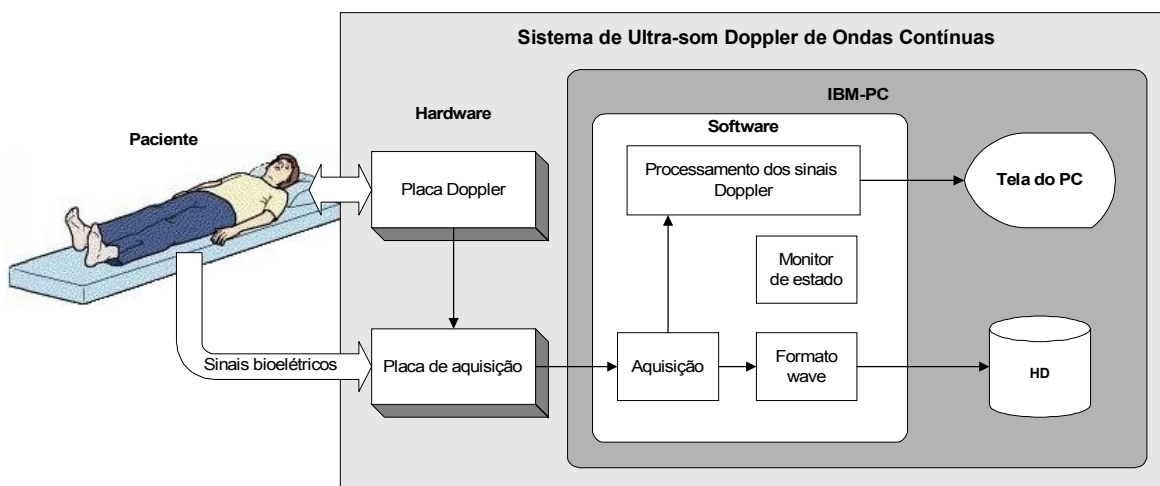 Sistema de Ultra-som Doppler de Ondas Contínuas
IBM-PC
Hardware
Software
Paciente
Placa Doppler
Processamento dos sinais
Doppler
Tela do PC
Monitor
de estado
Sinais bioelétricos
Placa de aquisição
Aquisição
Formato
wave
HD